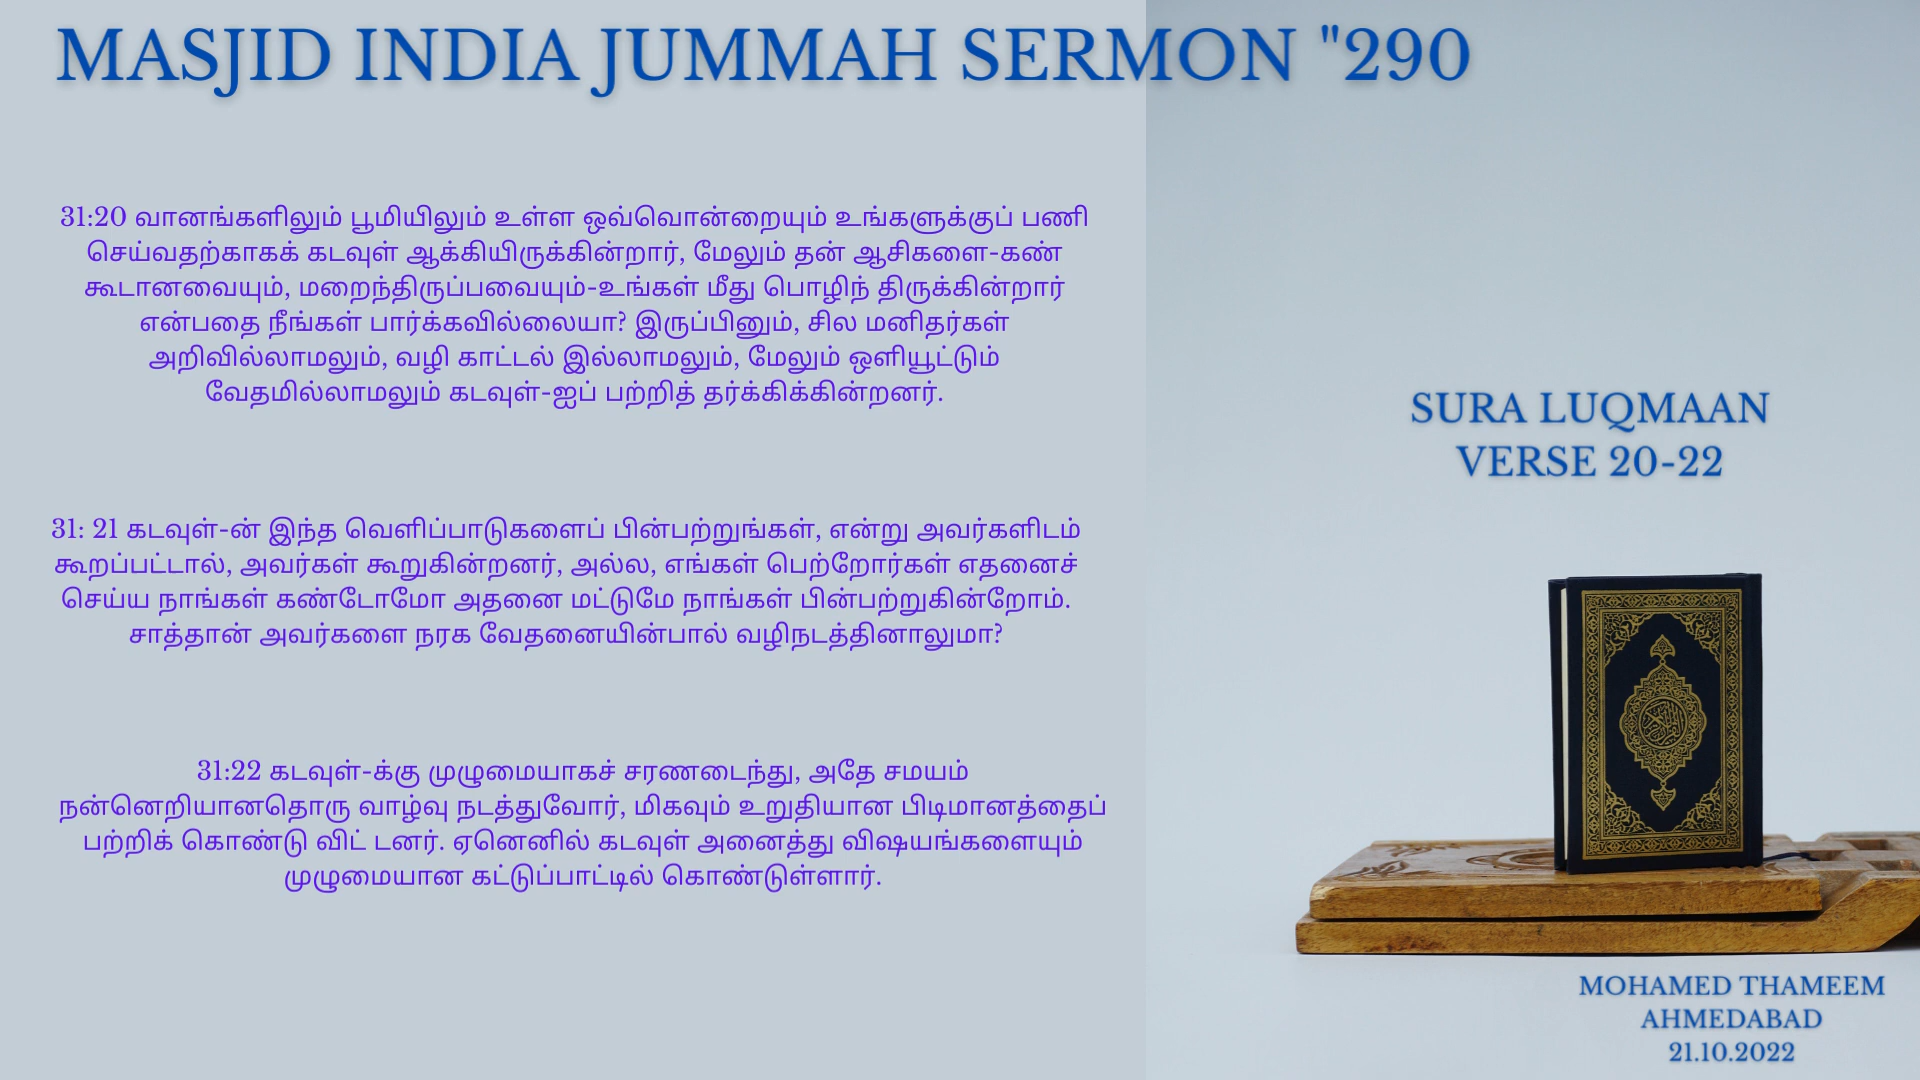 MASJID INDIA JUMMAH SERMON "290
31:20 வானங்களிலும் பூமியிலும் உள்ள ஒவ்வொன்றையும் உங்களுக்குப் பணி
செய்வதற்காகக் கடவுள் ஆக்கியிருக்கின்றார், மேலும் தன் ஆசிகளை-கண்
கூடானவையும், மறைந்திருப்பவையும்-உங்கள் மீது பொழிந் திருக்கின்றார்
என்பதை நீங்கள் பார்க்கவில்லையா? இருப்பினும், சில மனிதர்கள்
அறிவில்லாமலும், வழி காட்டல் இல்லாமலும், மேலும் ஒளியூட்டும்
வேதமில்லாமலும் கடவுள்-ஐப் பற்றித் தர்க்கிக்கின்றனர்.
31: 21 கடவுள்-ன் இந்த வெளிப்பாடுகளைப் பின்பற்றுங்கள், என்று அவர்களிடம்
கூறப்பட்டால், அவர்கள் கூறுகின்றனர், அல்ல, எங்கள் பெற்றோர்கள் எதனைச்
செய்ய நாங்கள் கண்டோமோ அதனை மட்டுமே நாங்கள் பின்பற்றுகின்றோம்.
சாத்தான் அவர்களை நரக வேதனையின்பால் வழிநடத்தினாலுமா?
31:22 கடவுள்-க்கு முழுமையாகச் சரணடைந்து, அதே சமயம்
நன்னெறியானதொரு வாழ்வு நடத்துவோர், மிகவும் உறுதியான பிடிமானத்தைப்
பற்றிக் கொண்டு விட் டனர். ஏனெனில் கடவுள் அனைத்து விஷயங்களையும்
முழுமையான கட்டுப்பாட்டில் கொண்டுள்ளார்.
SURA LUQMAAN
VERSE 20-22
MOHAMED THAMEEM
AHMEDABAD
21.10.2022